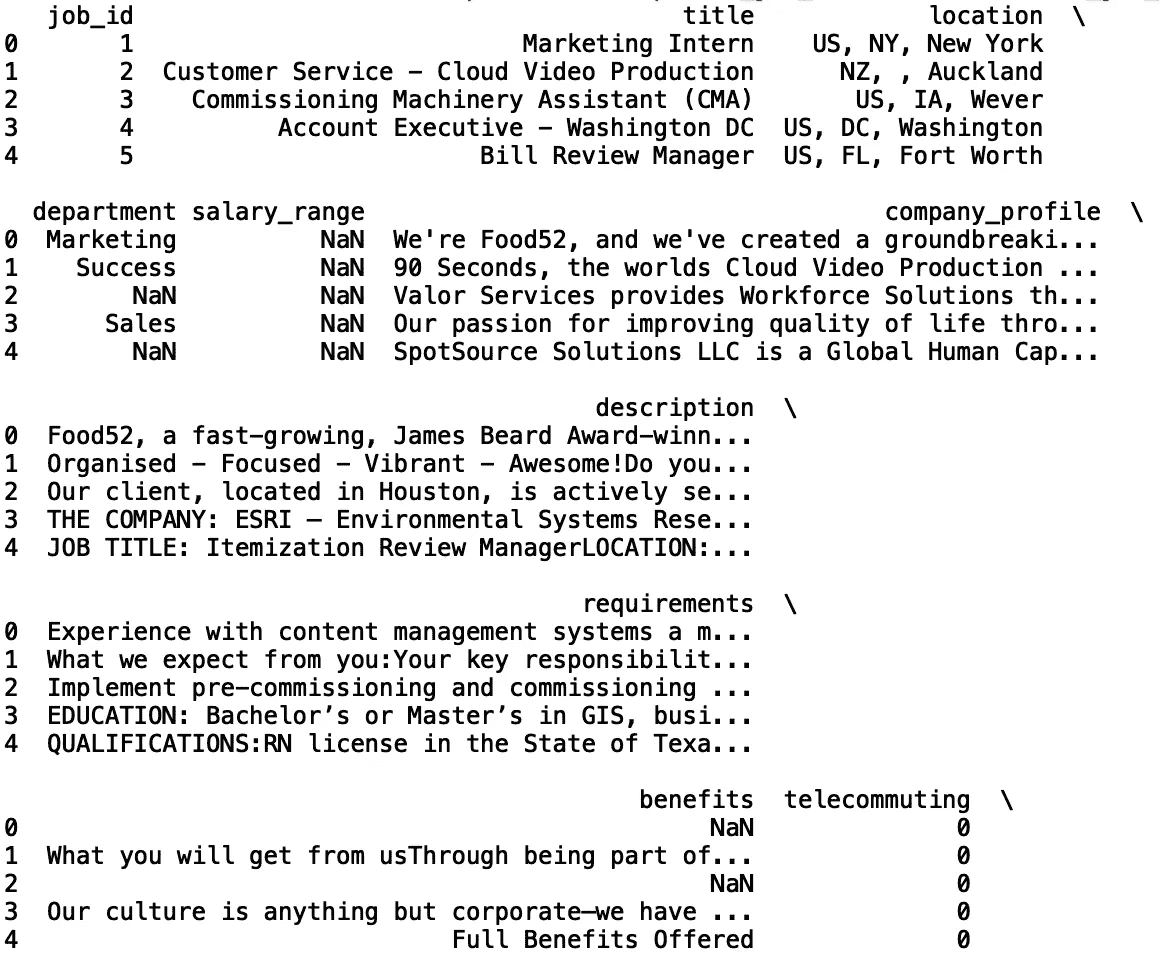 job_id title location \
0 1 Marketing Intern US, NY, New York
1 2 Customer Service - Cloud Video Production NZ, , Auckland
2 3 Commissioning Machinery Assistant (CMA) US, IA, Wever
3 4 Account Executive - Washington DC US, DC, Washington
4 5 Bill Review Manager US, FL, Fort Worth
department salary_range company_profile \
0 Marketing NaN We're Food52, and we've created a groundbreaki...
1 Success NaN 90 Seconds, the worlds Cloud Video Production ...
2 NaN NaN Valor Services provides Workforce Solutions th...
3 Sales NaN Our passion for improving quality of life thro...
4 NaN NaN SpotSource Solutions LLC is a Global Human Cap...
description \
0 Food52, a fast-growing, James Beard Award-winn...
1 Organised - Focused - Vibrant - Awesome!Do you...
2 Our client, located in Houston, is actively se...
3 THE COMPANY: ESRI – Environmental Systems Rese...
4 JOB TITLE: Itemization Review ManagerLOCATION:...
requirements \
0 Experience with content management systems a m...
1 What we expect from you:Your key responsibilit...
2 Implement pre-commissioning and commissioning ...
3 EDUCATION: Bachelor’s or Master’s in GIS, busi...
4 QUALIFICATIONS:RN license in the State of Texa...
benefits telecommuting \
0 NaN 0
1 What you will get from usThrough being part of... 0
2 NaN 0
3 Our culture is anything but corporate—we have ... 0
4 Full Benefits Offered 0